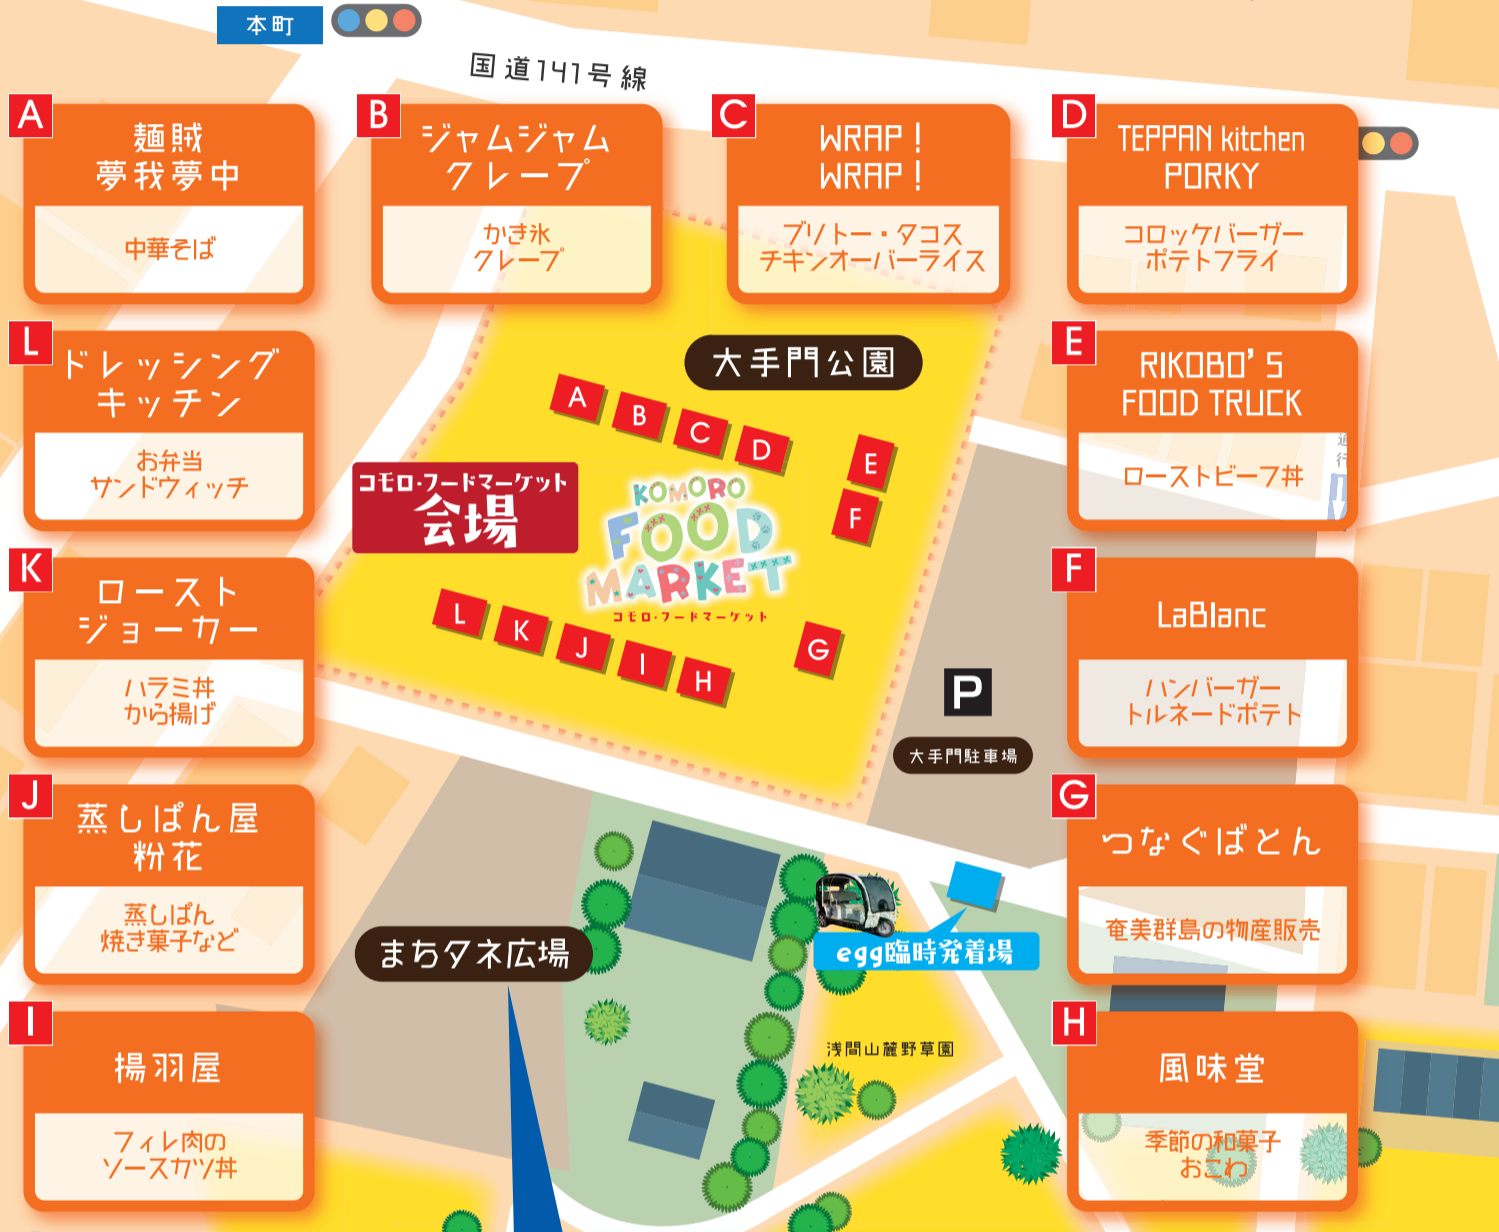 本町
国道141号線
A
麺賊
夢我夢中
中華そば
B
ジャムジャム
クレープ
かき氷
クレープ
C
WRAP!
WRAP!
ブリトー・タコス
チキンオーバーライス
D
TEPPAN kitchen
PORKY
コロッケバーガー
ポテトフライ
L
ドレッシング
キッチン
お弁当
サンドウィッチ
E
RIKOBO'S
FOOD TRUCK
ローストビーフ丼
通
行
K
ロースト
ジョーカー
ハラミ丼
から揚げ
F
LaBlanc
ハンバーガー
トルネードポテト
J
蒸しぱん屋
粉花
蒸しぱん
焼き菓子など
G
つなぐばとん
奄美群島の物産販売
I
揚羽屋
フィレ肉の
ソースカツ丼
H
風味堂
季節の和菓子
おこわ
大手門公園
A
B
C
D
E
F
コモロ・フードマーケット
会場
KOMORO
FOOD
MARKET
コモロ・フードマーケット
L
K
J
I
H
G
P
大手門駐車場
まちタネ広場
egg臨時発着場
浅間山麓野草園